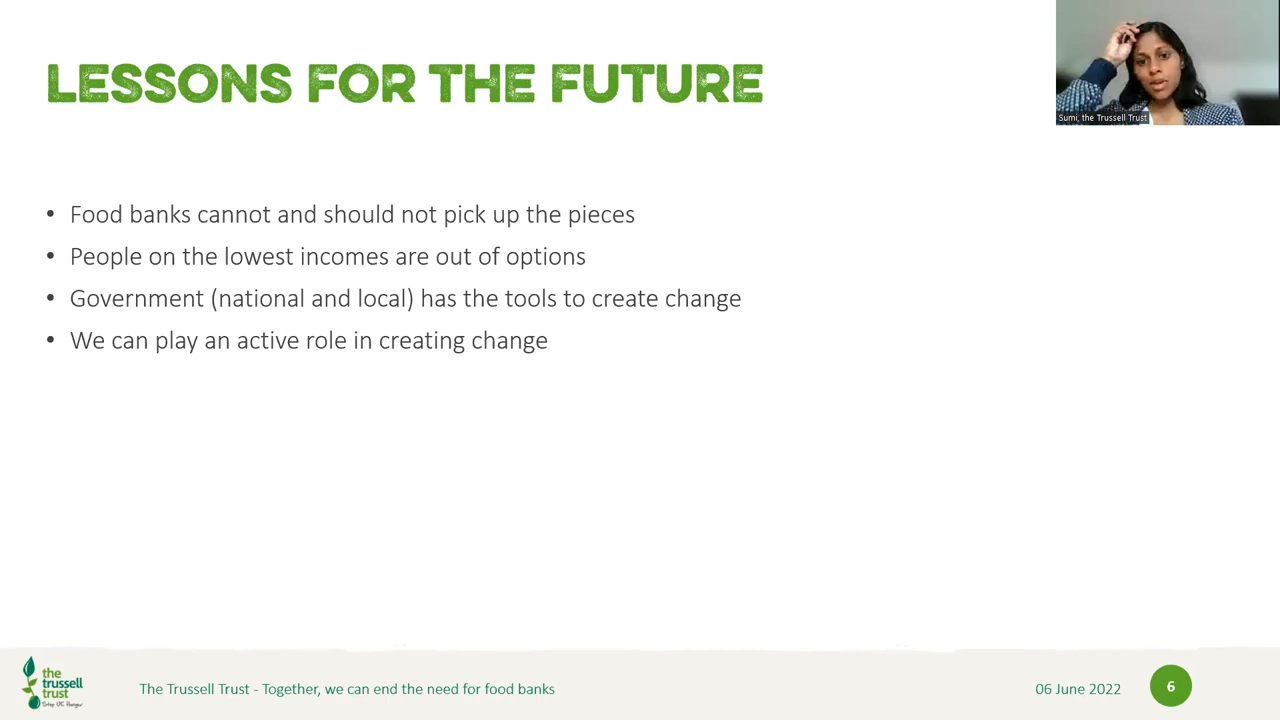 LESSONS FOR THE FUTURE
Sumi, the Trussell Trust
• Food banks cannot and should not pick up the pieces
• People on the lowest incomes are out of options
• Government (national and local) has the tools to create change
• We can play an active role in creating change
the
trussell
trust
Stop UK Hunger
The Trussell Trust - Together, we can end the need for food banks
06 June 2022
6